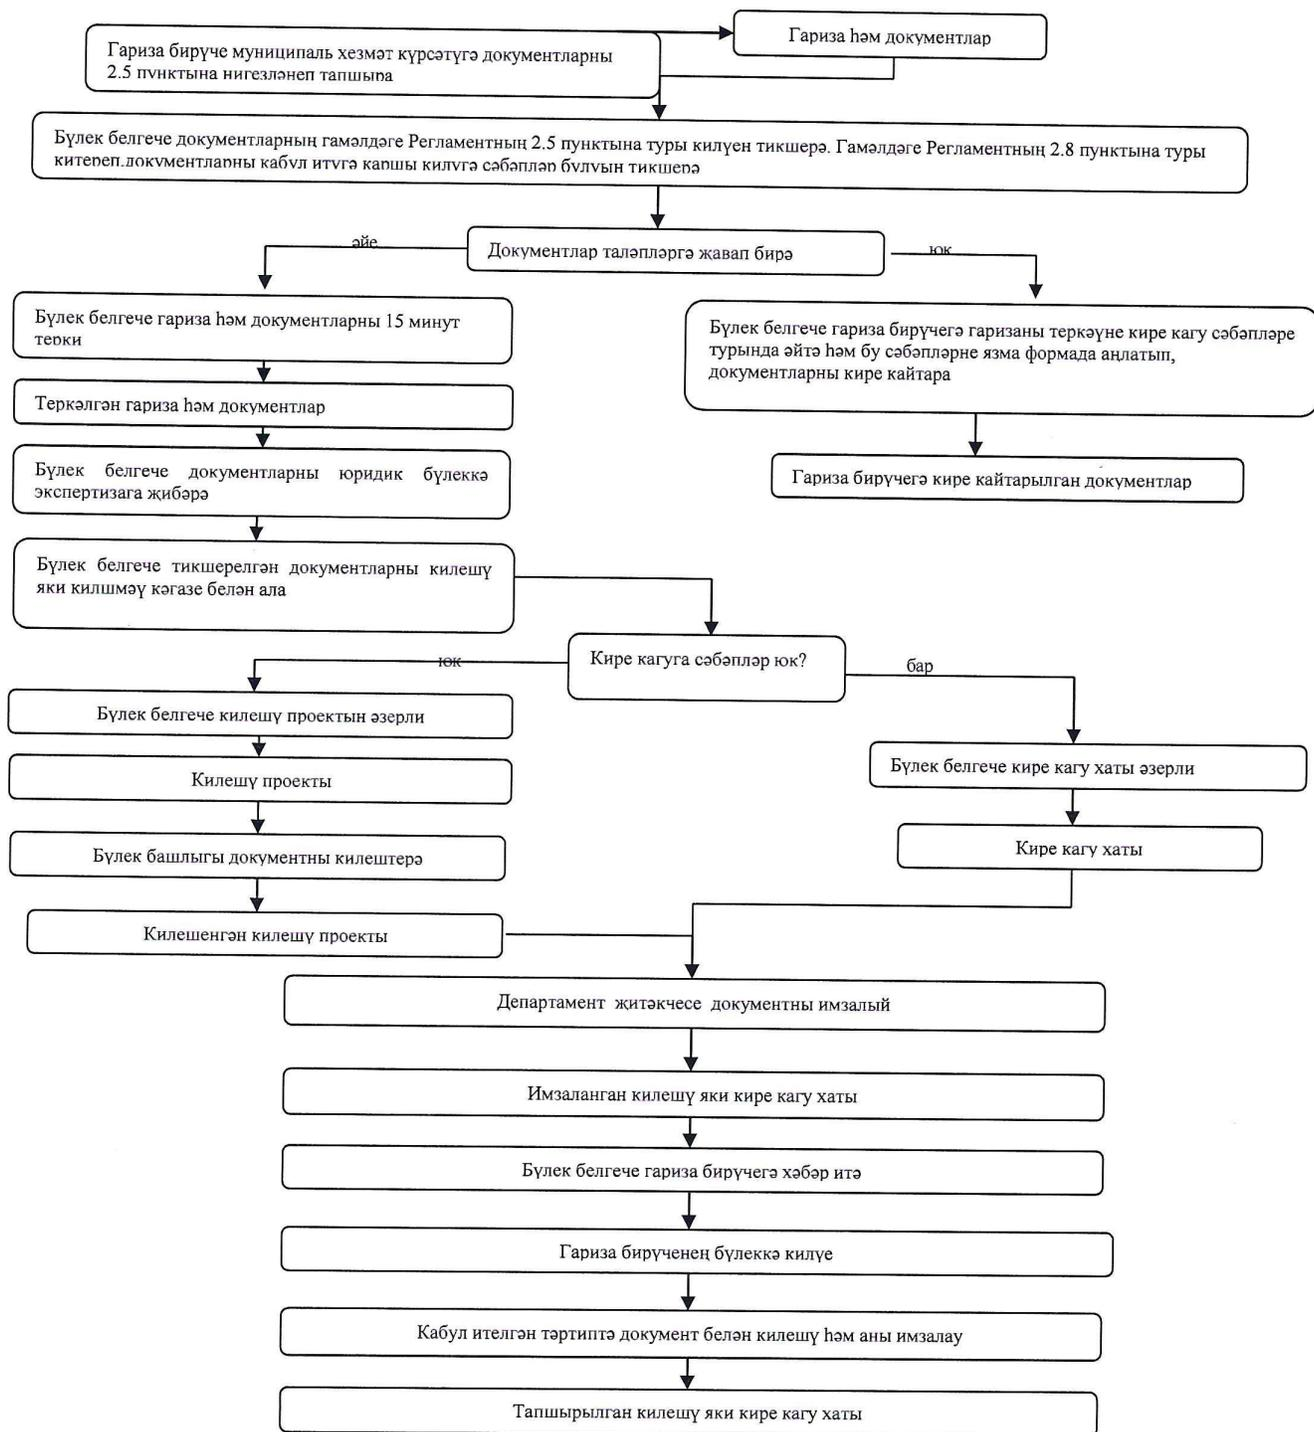 Гариза һәм документлар
Гариза бирүче муниципаль хезмәт күрсәтүгә документларны
2.5 пунктына нигезләнеп тапшыра
Бүлек белгече документларның гамәлдәге Регламентның 2.5 пунктына туры килүен тикшерә. Гамәлдәге Регламентның 2.8 пунктына туры
китереп,документларны кабул итүгә каршы килүгә сәбәпләр булуын тикшерә
әйе
Документлар таләпләргә җавап бирә
юк
Бүлек белгече гариза һәм документларны 15 минут
терки
Бүлек белгече гариза бирүчегә гаризаны теркәүне кире кагу сәбәпләре
турында әйтә һәм бу сәбәпләрне язма формада аңлатып,
документларны кире кайтара
Теркәлгән гариза һәм документлар
Бүлек белгече документларны юридик бүлеккә
экспертизага җибәрә
Гариза бирүчегә кире кайтарылган документлар
Бүлек белгече тикшерелгән документларны килешү
яки килшмәү кәгазе белән ала
юк
Кире кагуга сәбәпләр юк?
бар
Бүлек белгече килешү проектын әзерли
Килешү проекты
Бүлек белгече кире кагу хаты әзерли
Бүлек башлыгы документны килештерә
Кире кагу хаты
Килешенгән килешү проекты
Департамент җитәкчесе документны имзалый
Имзаланган килешү яки кире кагу хаты
Бүлек белгече гариза бирүчегә хәбәр итә
Гариза бирүченең бүлеккә килүе
Кабул ителгән тәртиптә документ белән килешү һәм аны имзалау
Тапшырылган килешү яки кире кагу хаты